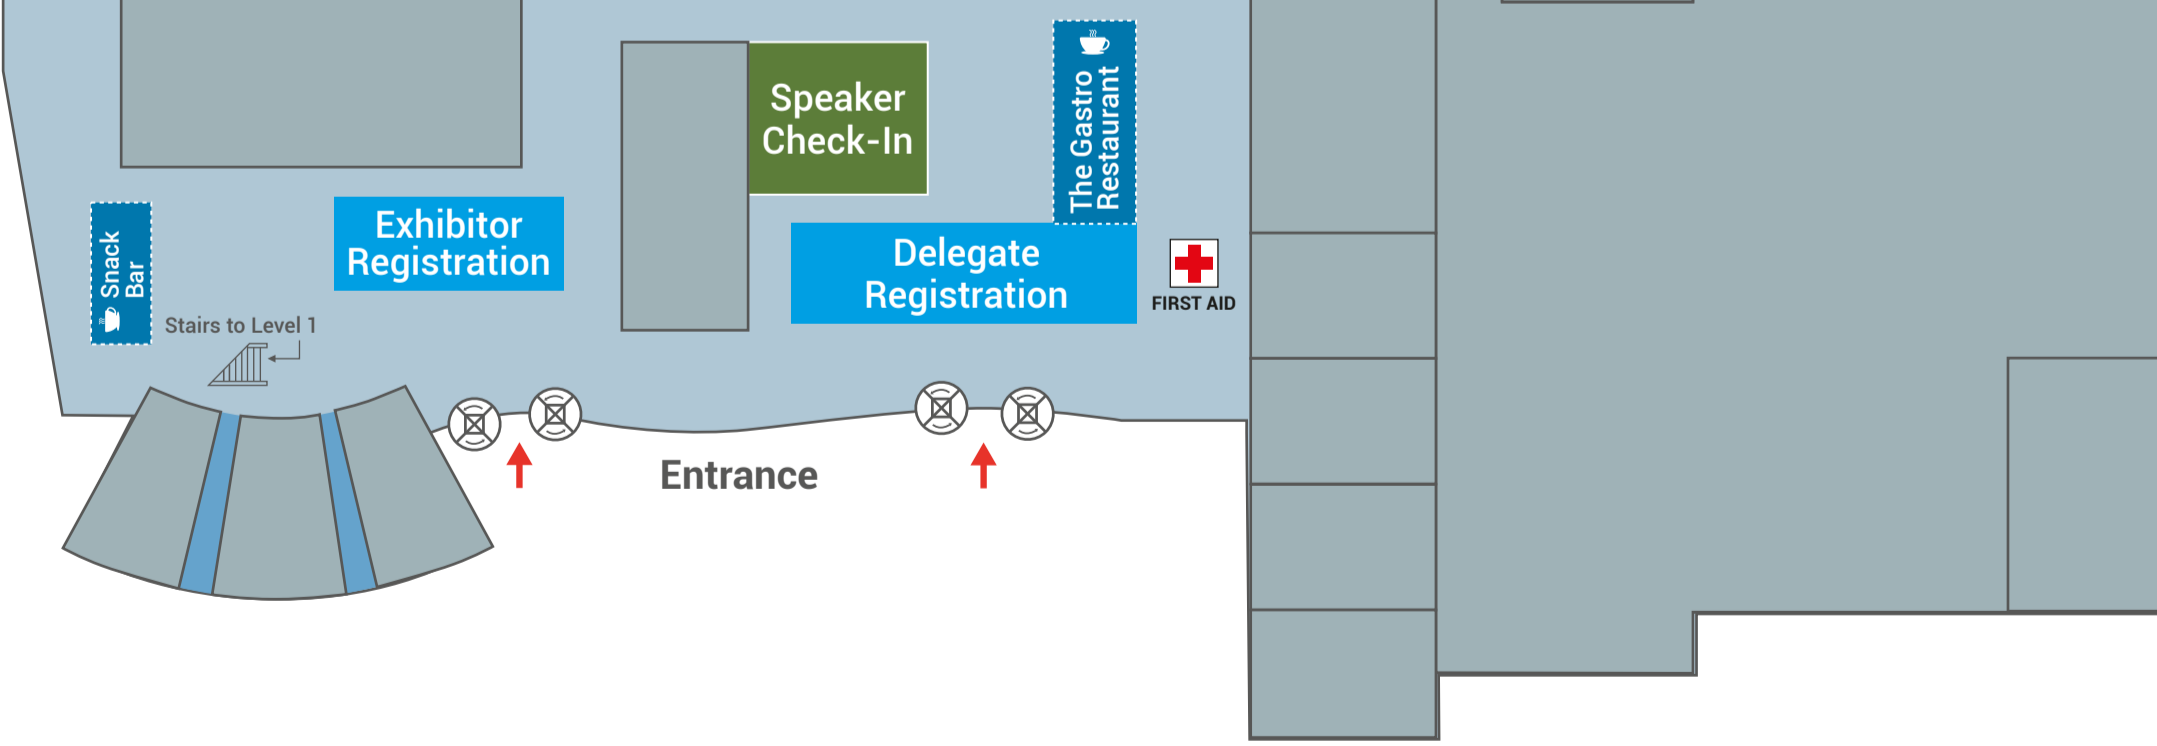 Speaker
Check-In
The Gastro
Restaurant
Exhibitor
Registration
Delegate
Registration
Snack
Bar
FIRST AID
Stairs to Level 1
Entrance